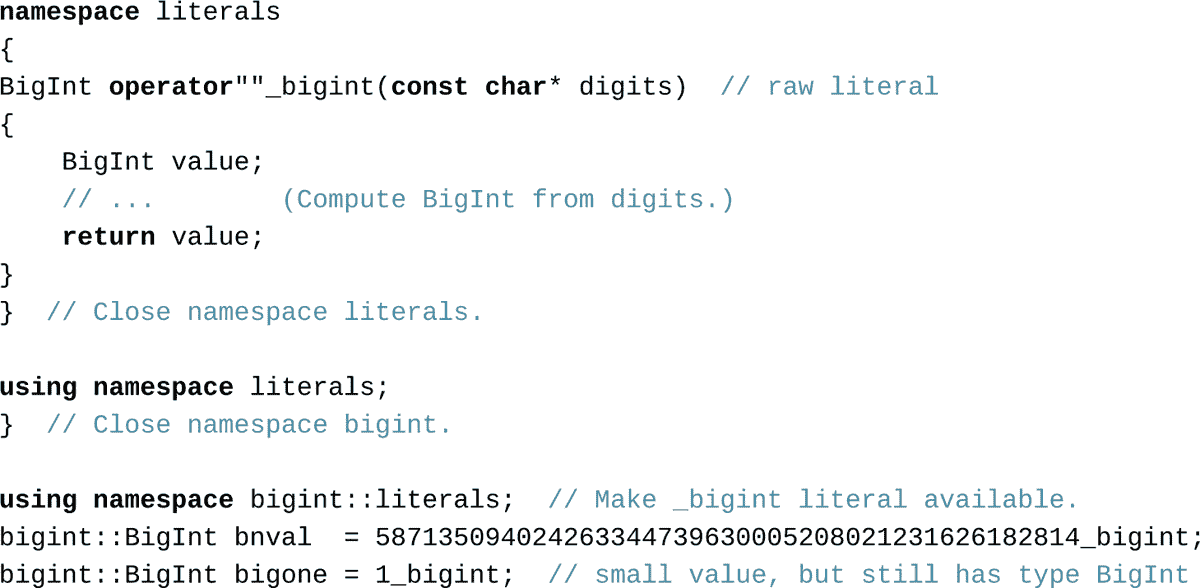 namespace literals
{
BigInt operator""_bigint(const char* digits)  // raw literal
{
    BigInt value;
    // ...        (Compute BigInt from digits.)
    return value;
}
}  // Close namespace literals.

using namespace literals;
}  // Close namespace bigint.

using namespace bigint::literals;  // Make _bigint literal available.
bigint::BigInt bnval  = 587135094024263344739630005208021231626182814_bigint;
bigint::BigInt bigone = 1_bigint;  // small value, but still has type BigInt